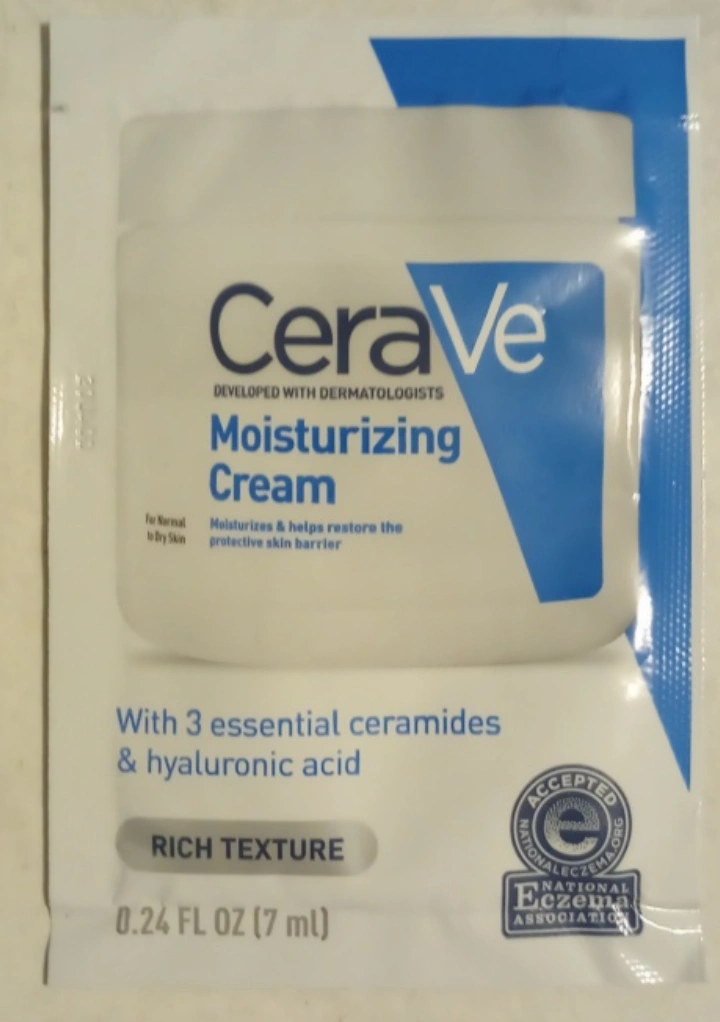 CeraVe
DEVELOPED WITH DERMATOLOGISTS
Moisturizing
Cream
For Normal
to Dry Skin
Moisturizes & helps restore the
protective skin barrier
With 3 essential ceramides
& hyaluronic acid
RICH TEXTURE
0.24 FL OZ (7 ml)
ACCEPTED
e
NATIONALECZEMA.ORG
NATIONAL
Eczema
ASSOCIATION